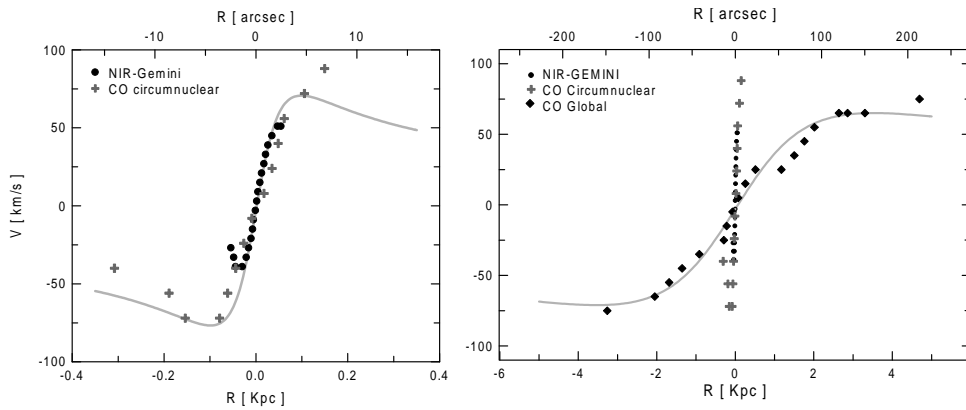 R [ arcsec ]
-10 0 10
100
50
0
-50
-100
V [ km/s ]
NIR-Gemini
CO circumnuclear
-0.4 -0.2 0.0 0.2 0.4
R [ Kpc ]
R [ arcsec ]
-200 -100 0 100 200
100
50
0
-50
-100
NIR-GEMINI
CO Circumnuclear
CO Global
-6 -4 -2 0 2 4 6
R [ Kpc ]